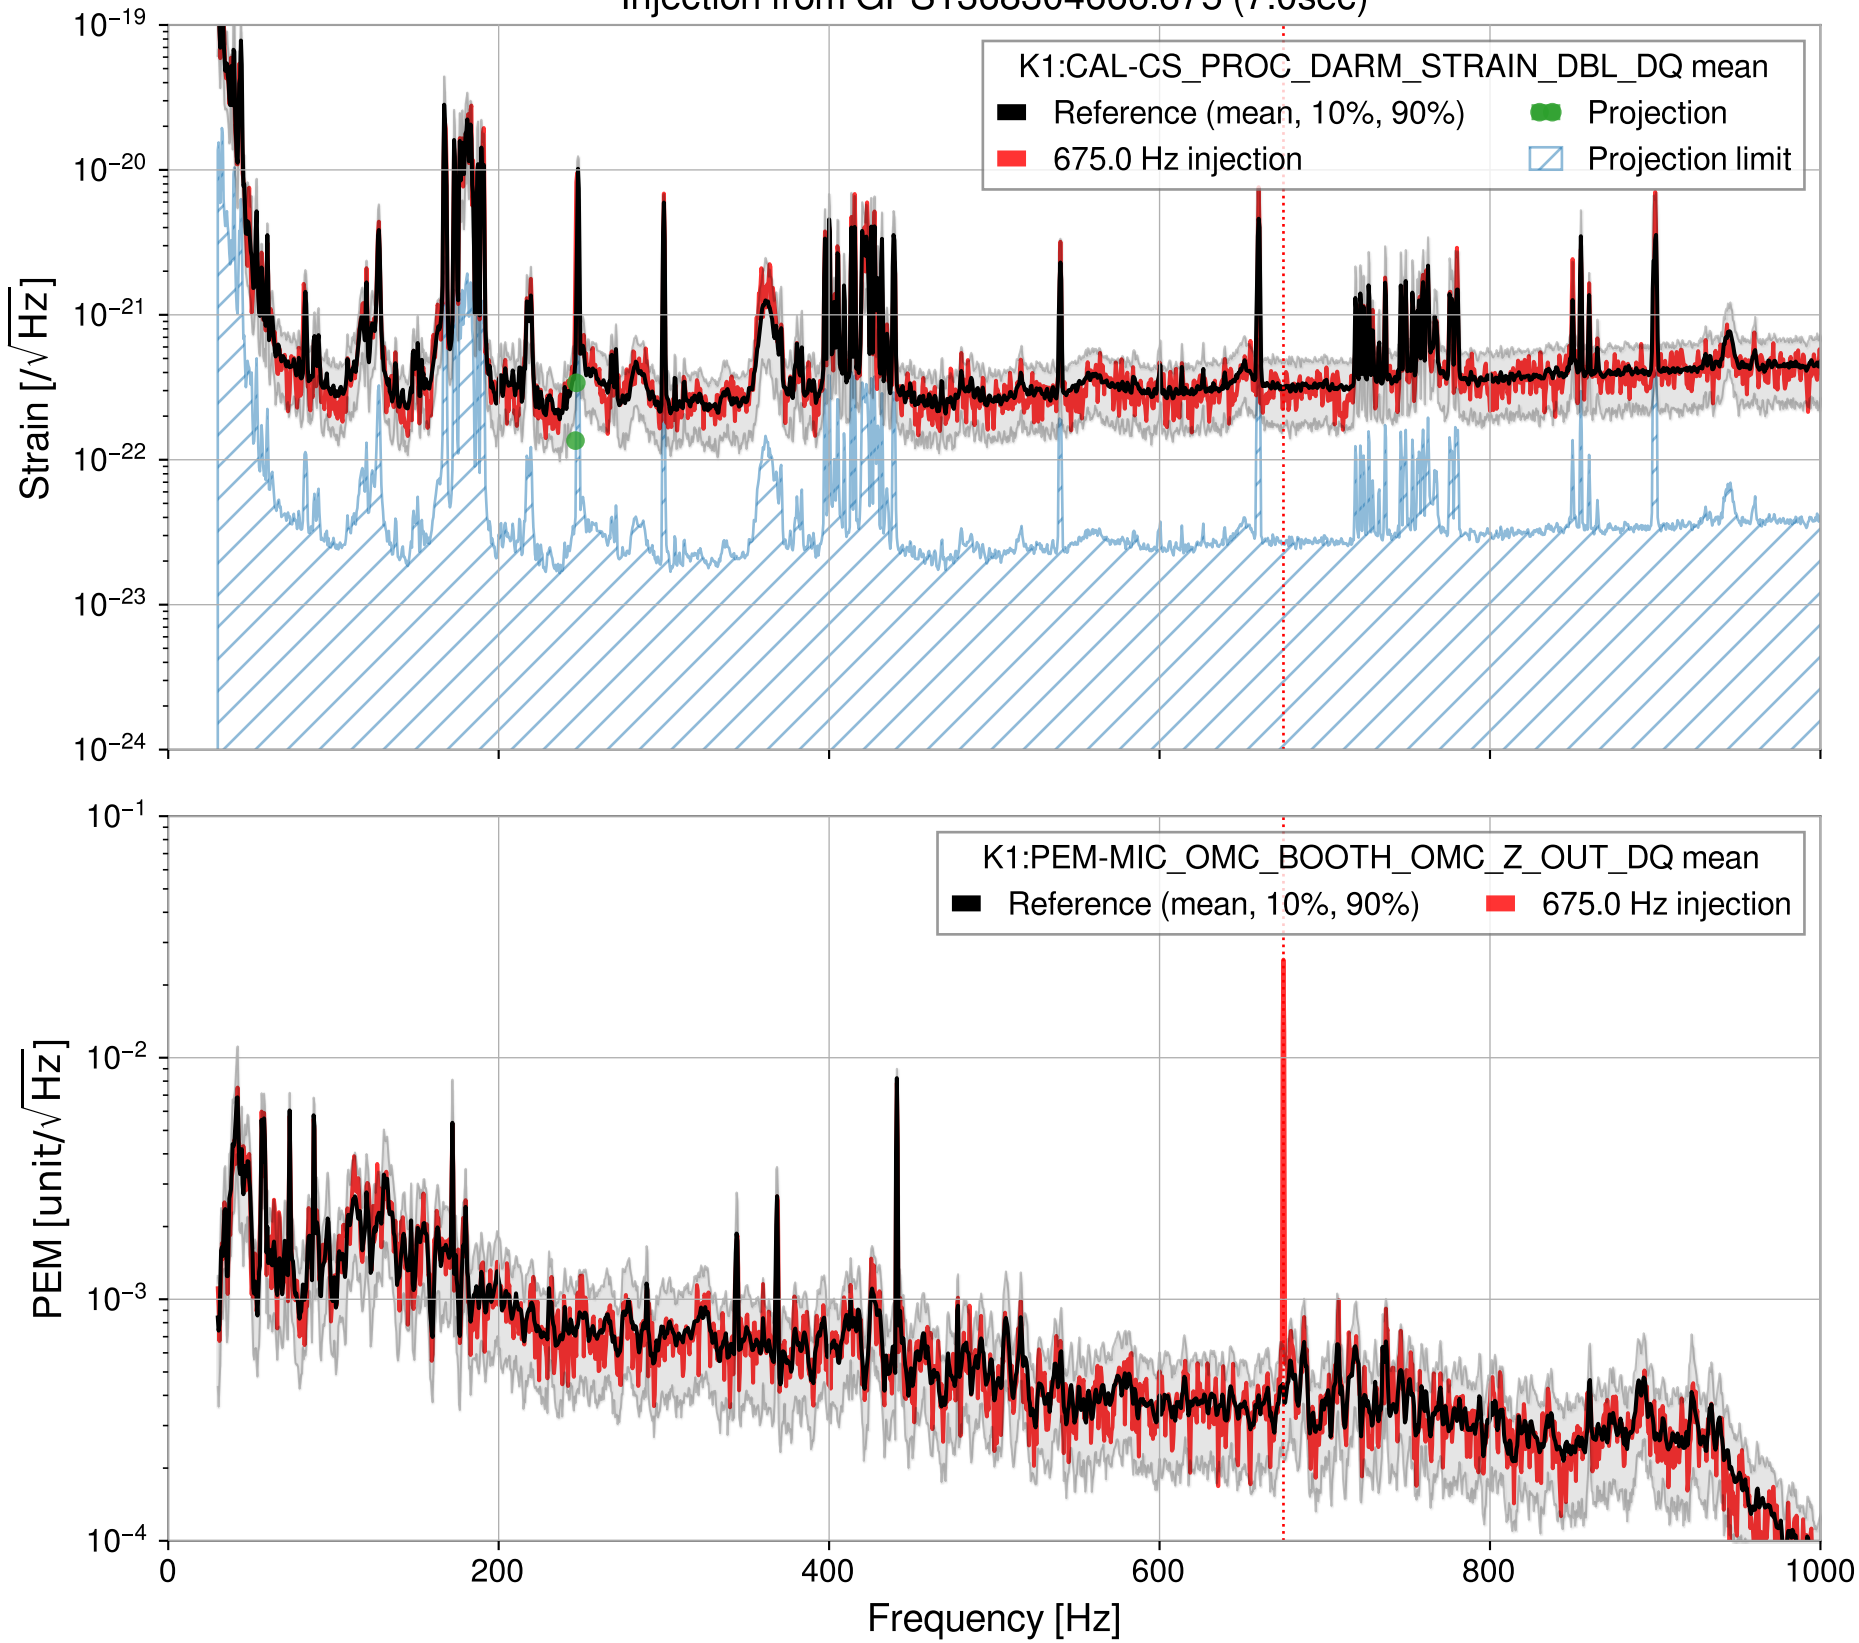 10⁻¹⁹
10⁻²⁰
10⁻²¹
10⁻²²
10⁻²³
10⁻²⁴
Strain [/√Hz]
K1:CAL-CS_PROC_DARM_STRAIN_DBL_DQ mean
Reference (mean, 10%, 90%)
Projection
675.0 Hz injection
Projection limit
10⁻¹
10⁻²
10⁻³
10⁻⁴
PEM [unit/√Hz]
K1:PEM-MIC_OMC_BOOTH_OMC_Z_OUT_DQ mean
Reference (mean, 10%, 90%)
675.0 Hz injection
0 200 400 600 800 1000
Frequency [Hz]